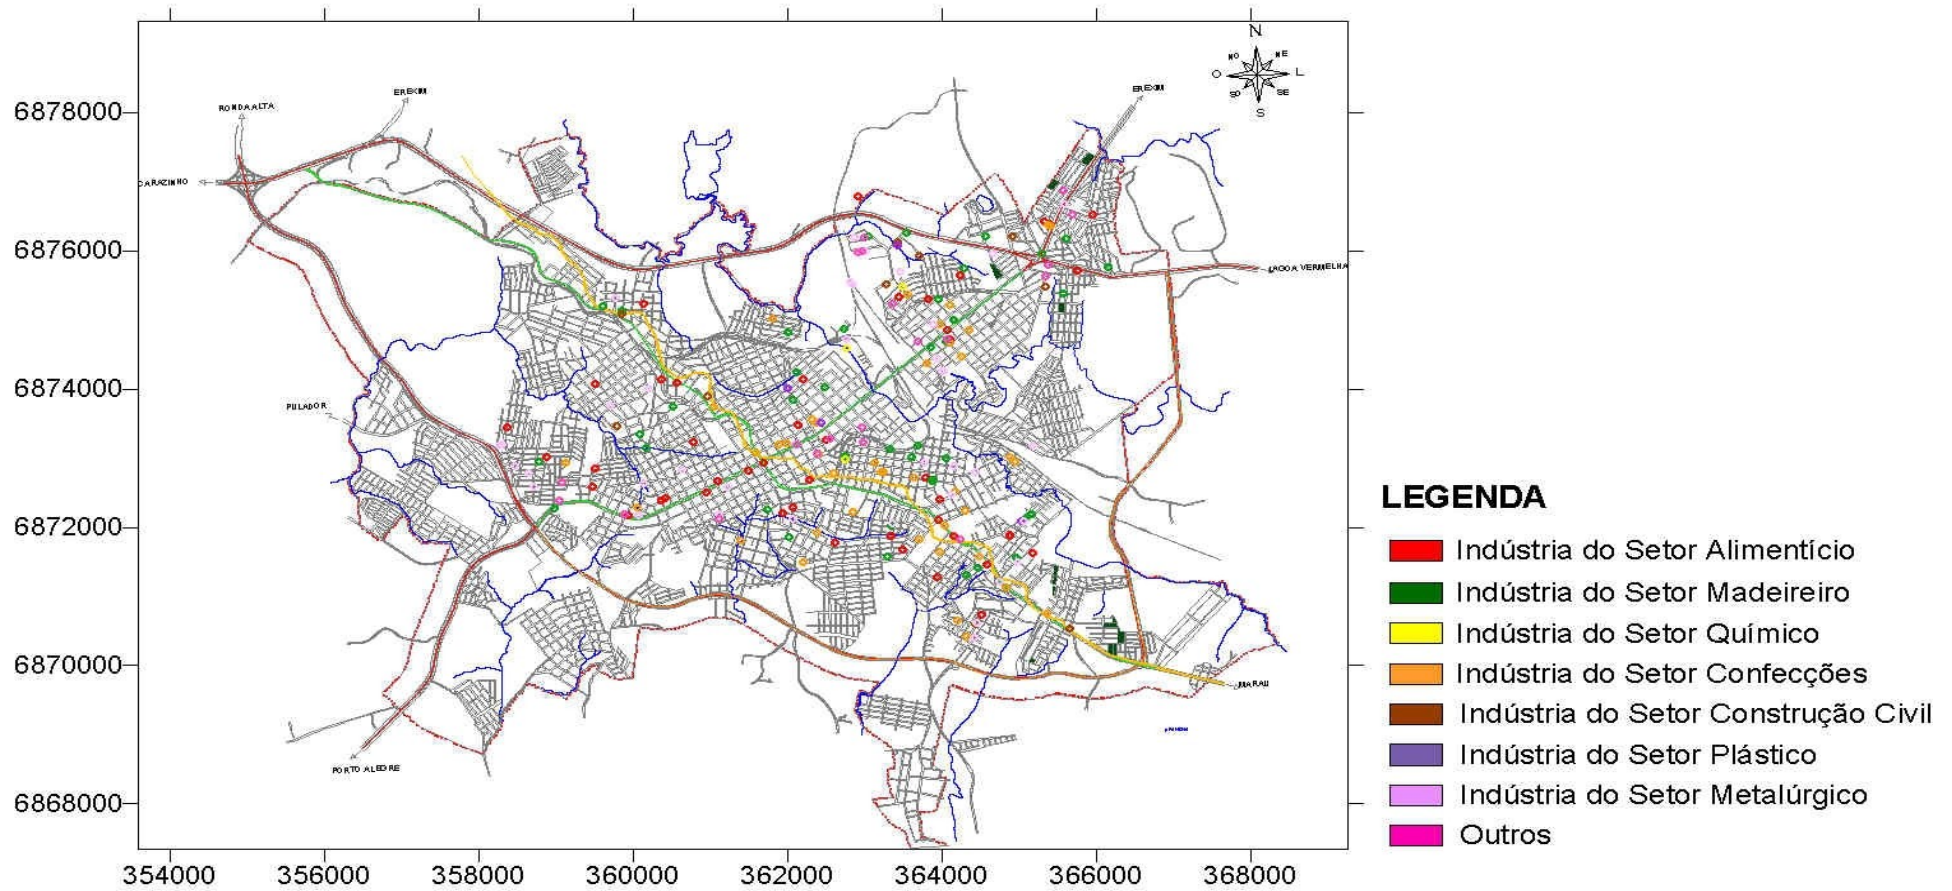 N
NO
NE
O
L
SO
SE
S
RONDA ALTA
EREXIM
EREXIM
6878000
CARAZINHO
6876000
LAGOA VERMELHA
6874000
PULADOR
6872000
6870000
MARAU
PORTO ALEGRE
6868000
354000 356000 358000 360000 362000 364000 366000 368000
LEGENDA
Indústria do Setor Alimentício
Indústria do Setor Madeireiro
Indústria do Setor Químico
Indústria do Setor Confecções
Indústria do Setor Construção Civil
Indústria do Setor Plástico
Indústria do Setor Metalúrgico
Outros